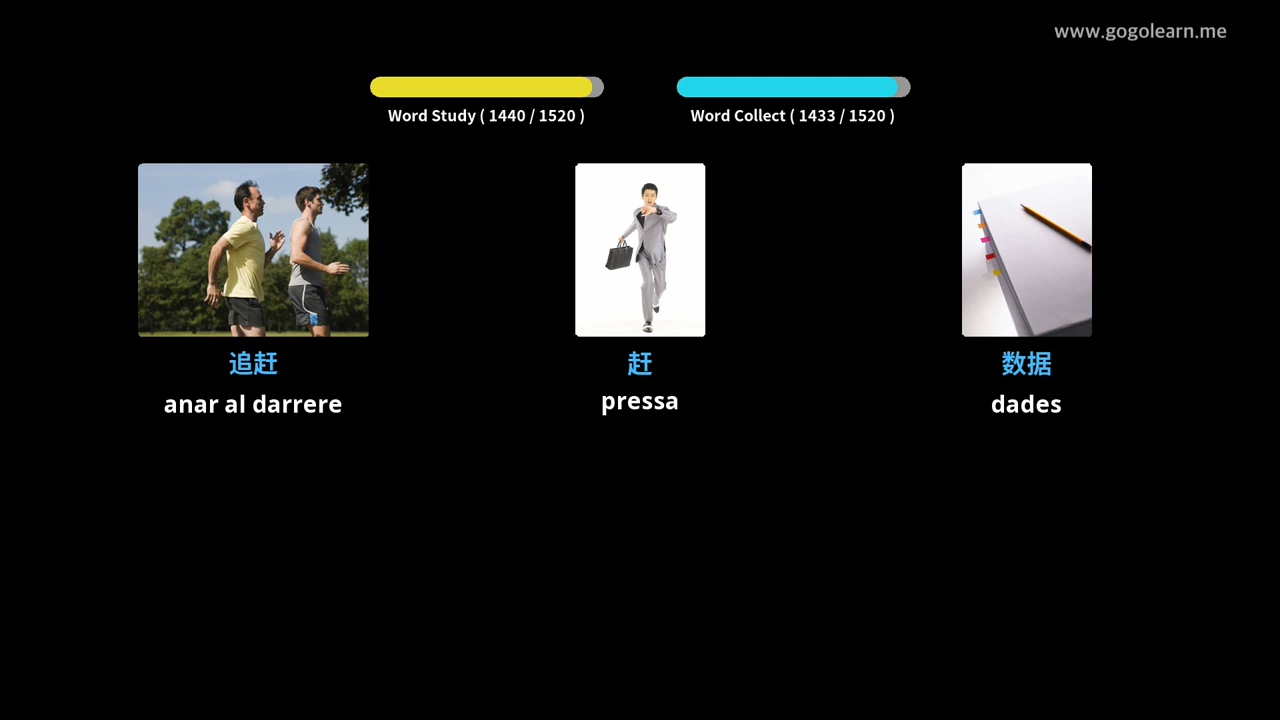 www.gogolearn.me
Word Study ( 1440 / 1520 )
Word Collect ( 1433 / 1520 )
追赶
anar al darrere
赶
pressa
数据
dades